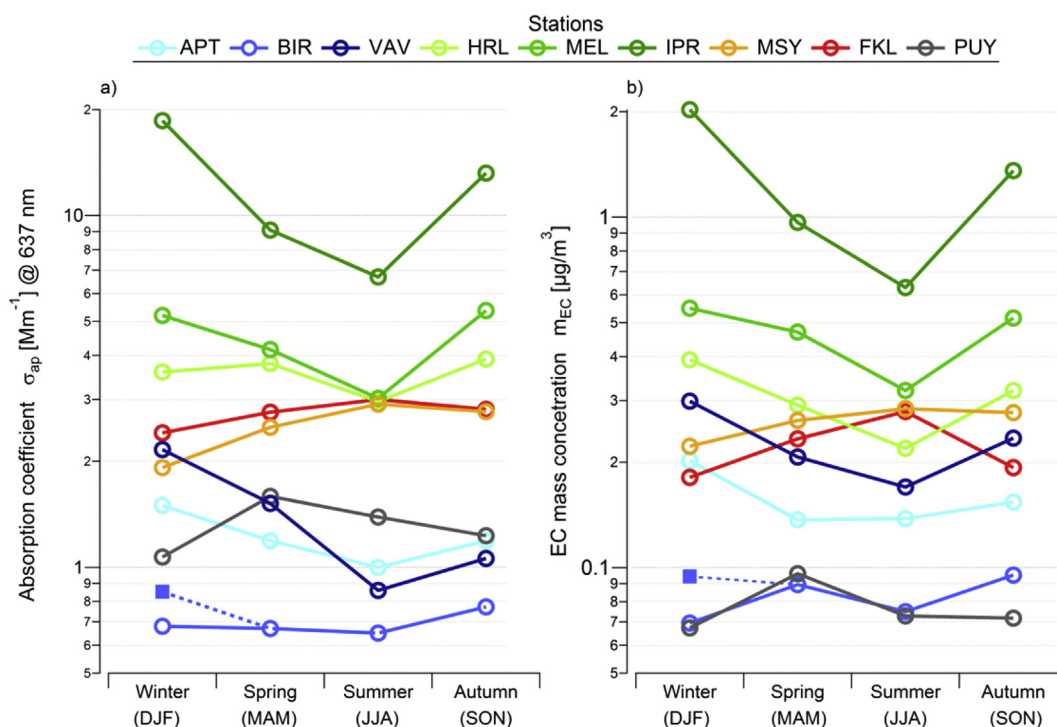 Stations
APT BIR VAV HRL MEL IPR MSY FKL PUY
a)
b)
Absorption coefficient σap [Mm-1] @ 637 nm
2
10
9
8
7
6
5
4
3
2
1
9
8
7
6
5
Winter (DJF)
Spring (MAM)
Summer (JJA)
Autumn (SON)
EC mass concetration mEC [µg/m3]
2
1
9
8
7
6
5
4
3
2
0.1
9
8
7
6
5
Winter (DJF)
Spring (MAM)
Summer (JJA)
Autumn (SON)